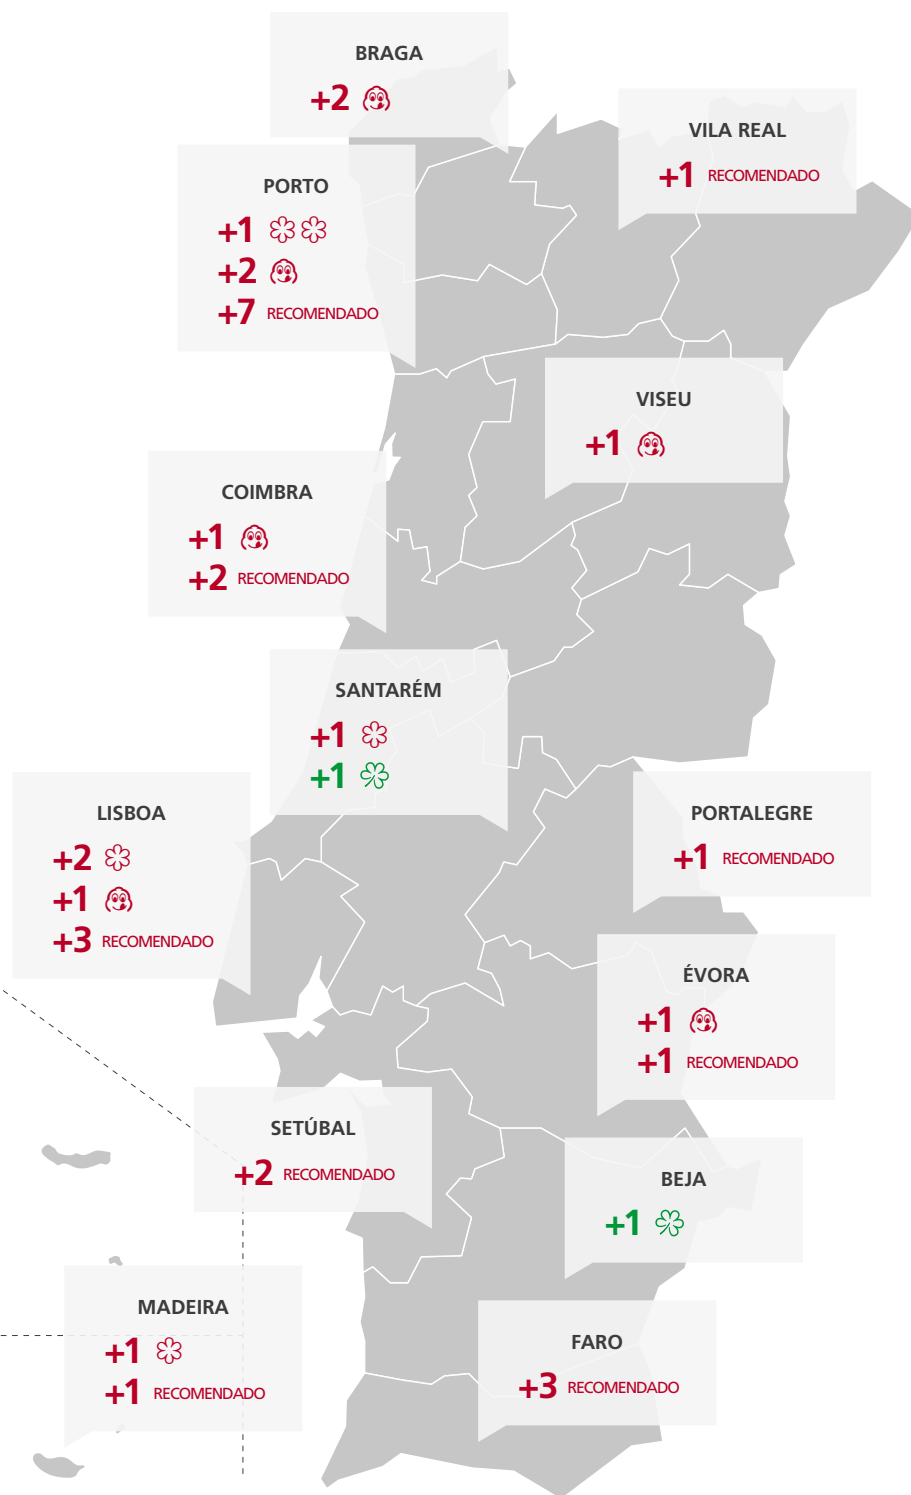 BRAGA
+2
VILA REAL
+1 RECOMENDADO
PORTO
+1
+2
+7 RECOMENDADO
VISEU
+1
COIMBRA
+1
+2 RECOMENDADO
SANTARÉM
+1
+1
LISBOA
+2
+1
+3 RECOMENDADO
PORTALEGRE
+1 RECOMENDADO
ÉVORA
+1
+1 RECOMENDADO
SETÚBAL
+2 RECOMENDADO
BEJA
+1
MADEIRA
+1
+1 RECOMENDADO
FARO
+3 RECOMENDADO